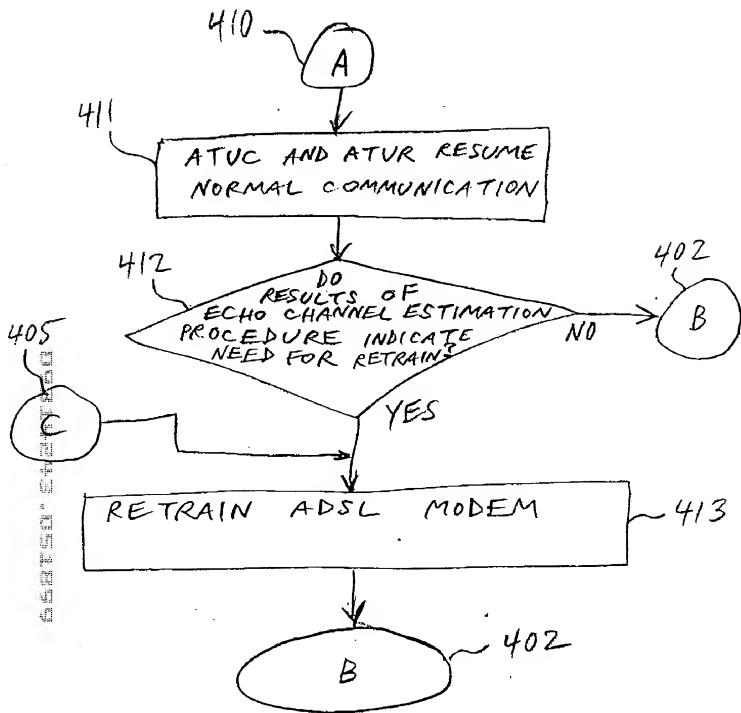 410
A
411
ATUC AND ATUR RESUME
NORMAL COMMUNICATION
412
DO
RESULTS OF
ECHO CHANNEL ESTIMATION
PROCEDURE INDICATE
NEED FOR RETRAIN?
NO
402
B
405
C
YES
RETRAIN ADSL MODEM
413
B
402